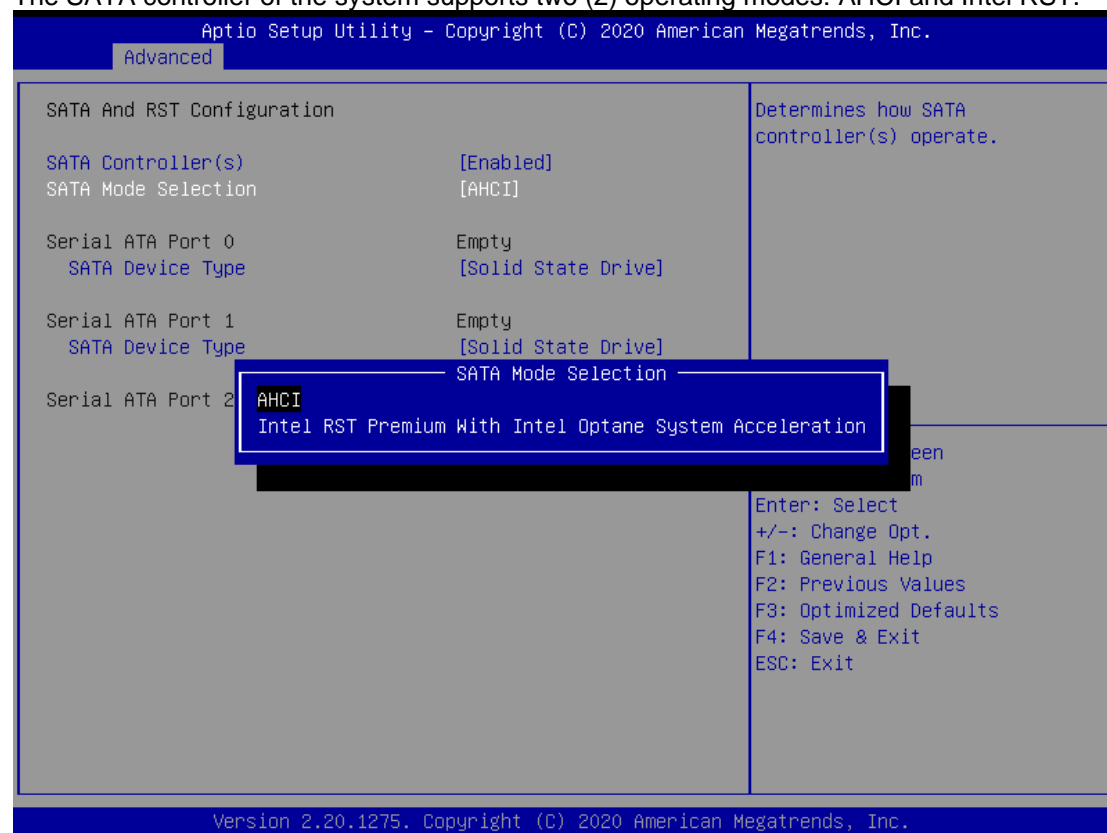 The SATA controller of the system supports two (2) operating modes: AHCI and Intel RST.
Aptio Setup Utility – Copyright (C) 2020 American Megatrends, Inc.
Advanced
SATA And RST Configuration
SATA Controller(s) [Enabled]
SATA Mode Selection [AHCI]
Serial ATA Port 0 Empty
SATA Device Type [Solid State Drive]
Serial ATA Port 1 Empty
SATA Device Type [Solid State Drive]
Serial ATA Port 2
SATA Mode Selection
AHCI
Intel RST Premium With Intel Optane System Acceleration
Determines how SATA
controller(s) operate.
een
m
Enter: Select
+/-: Change Opt.
F1: General Help
F2: Previous Values
F3: Optimized Defaults
F4: Save & Exit
ESC: Exit
Version 2.20.1275. Copyright (C) 2020 American Megatrends, Inc.